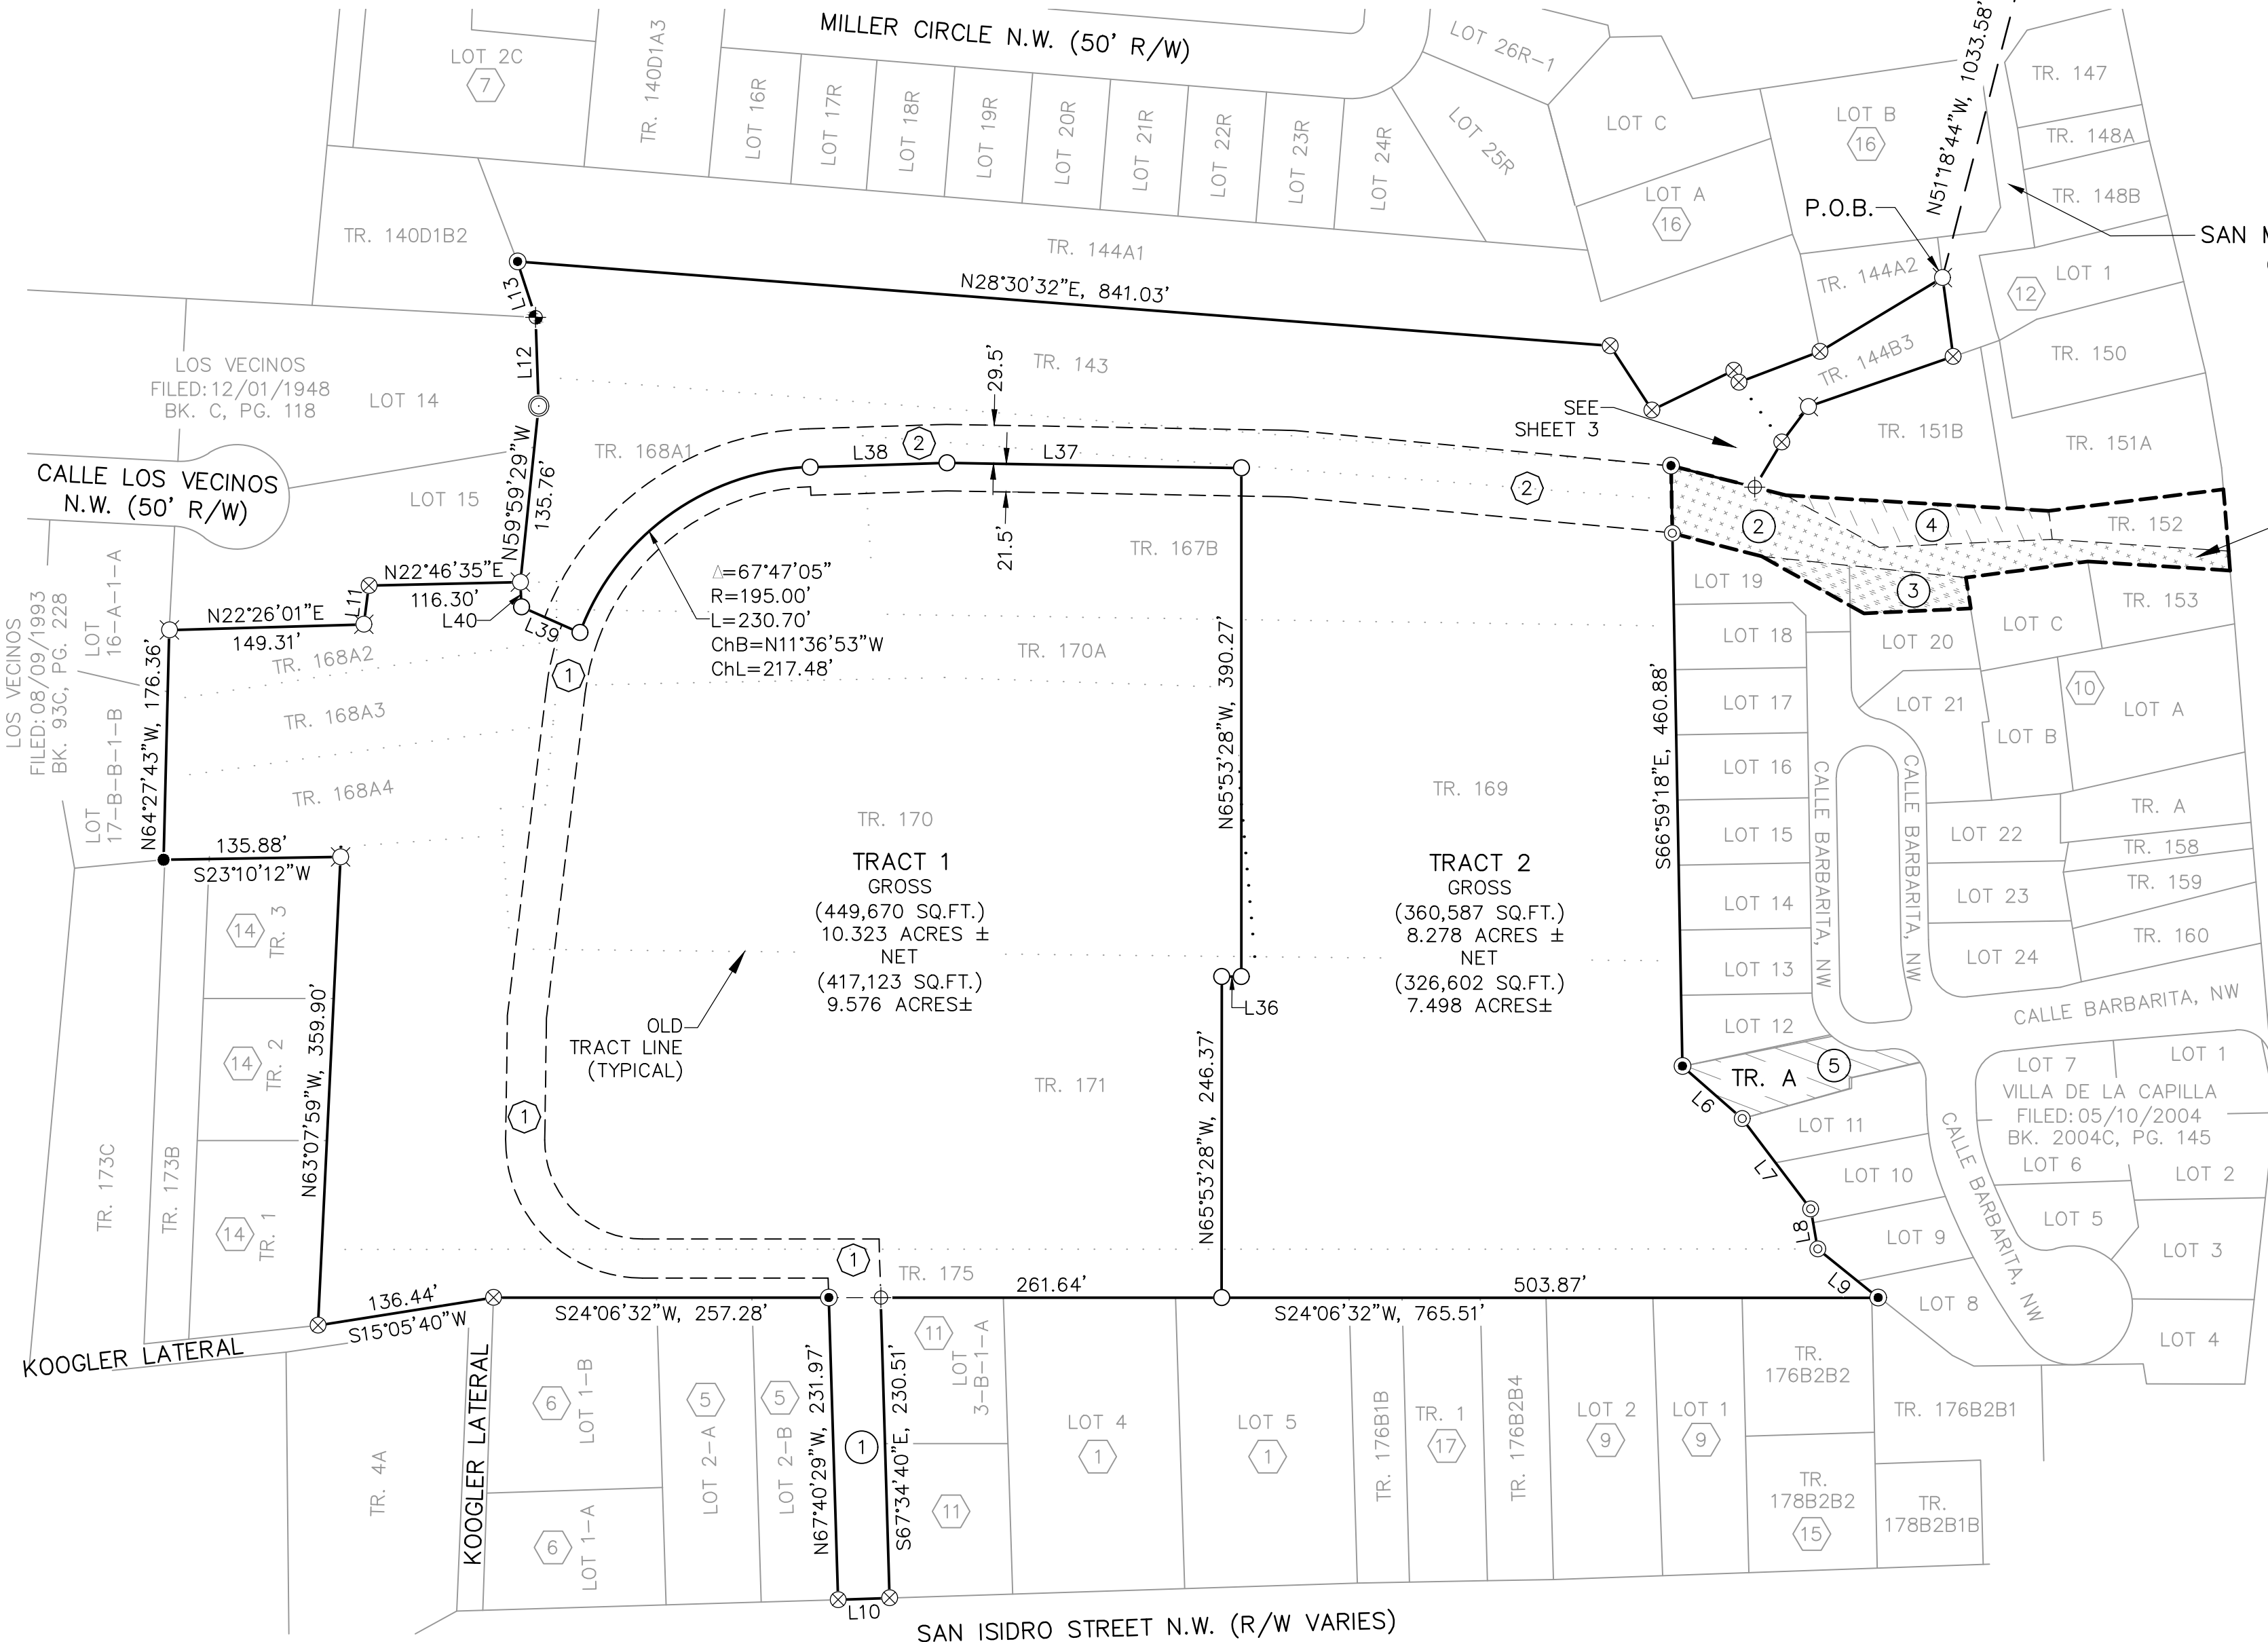 MILLER CIRCLE N.W. (50' R/W)
LOT 2C
7
TR. 140D1A3
LOT 16R
LOT 17R
LOT 18R
LOT 19R
LOT 20R
LOT 21R
LOT 22R
LOT 23R
LOT 24R
LOT 25R
LOT 26R-1
LOT C
LOT B
16
LOT A
16
N51°18'44"W, 1033.58'
TR. 147
TR. 148A
TR. 148B
P.O.B.
SAN
TR. 140D1B2
TR. 144A1
TR. 144A2
LOT 1
12
L13
N28°30'32"E, 841.03'
TR. 144B3
TR. 150
LOS VECINOS
FILED:12/01/1948
BK. C, PG. 118
LOT 14
L12
TR. 143
29.5'
SEE
SHEET 3
TR. 151B
TR. 151A
CALLE LOS VECINOS
N.W. (50' R/W)
LOT 15
N59°59'29"W
135.76'
TR. 168A1
L38
2
L37
2
21.5'
TR. 167B
2
4
TR. 152
3
LOS VECINOS
FILED:08/09/1993
BK. 93C, PG. 228
LOT
16-A-1-A
LOT
17-B-B-1-B
N22°26'01"E
149.31'
L11
N22°46'35"E
116.30'
L40
L39
Δ=67°47'05"
R=195.00'
L=230.70'
ChB=N11°36'53"W
ChL=217.48'
TR. 168A2
TR. 168A3
TR. 168A4
N64°27'43"W, 176.36'
1
TR. 170A
N65°53'28"W, 390.27'
S66°59'18"E, 460.88'
LOT 19
LOT 18
LOT 17
LOT 16
LOT 15
LOT 14
LOT 13
LOT 12
LOT 20
LOT 21
LOT C
TR. 153
10
LOT A
LOT B
CALLE BARBARITA, NW
CALLE BARBARITA, NW
LOT 22
LOT 23
LOT 24
TR. A
TR. 158
TR. 159
TR. 160
CALLE BARBARITA, NW
135.88'
S23°10'12"W
TR. 170
TRACT 1
GROSS
(449,670 SQ.FT.)
10.323 ACRES ±
NET
(417,123 SQ.FT.)
9.576 ACRES±
TR. 169
TRACT 2
GROSS
(360,587 SQ.FT.)
8.278 ACRES ±
NET
(326,602 SQ.FT.)
7.498 ACRES±
L36
OLD
TRACT LINE
(TYPICAL)
TR. 171
N65°53'28"W, 246.37'
14
TR. 3
14
TR. 2
14
TR. 1
TR. 173C
TR. 173B
N63°07'59"W, 359.90'
1
TR. A
5
L6
L7
L8
L9
LOT 11
LOT 10
LOT 9
LOT 8
CALLE BARBARITA, NW
LOT 7
LOT 1
VILLA DE LA CAPILLA
FILED:05/10/2004
BK. 2004C, PG. 145
LOT 6
LOT 2
LOT 5
LOT 3
LOT 4
1
TR. 175
136.44'
S15°05'40"W
S24°06'32"W, 257.28'
261.64'
503.87'
S24°06'32"W, 765.51'
KOOGLER LATERAL
TR. 4A
KOOGLER LATERAL
6
LOT 1-B
6
LOT 1-A
5
LOT 2-A
5
LOT 2-B
N67°40'29"W, 231.97'
1
S67°34'40"E, 230.51'
L10
11
LOT
3-B-1-A
11
LOT 4
1
LOT 5
1
TR. 176B1B
TR. 1
17
TR. 176B2B4
LOT 2
9
LOT 1
9
TR.
176B2B2
TR. 176B2B1
TR.
178B2B2
15
TR.
178B2B1B
SAN ISIDRO STREET N.W. (R/W VARIES)